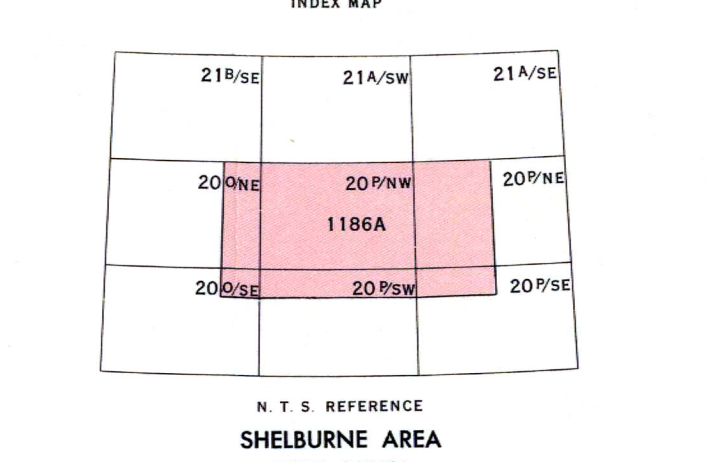 INDEX MAP
21B/SE 21A/SW 21A/SE
20O/NE 20P/NW 20P/NE
1186A
20O/SE 20P/SW 20P/SE
N. T. S. REFERENCE
SHELBURNE AREA